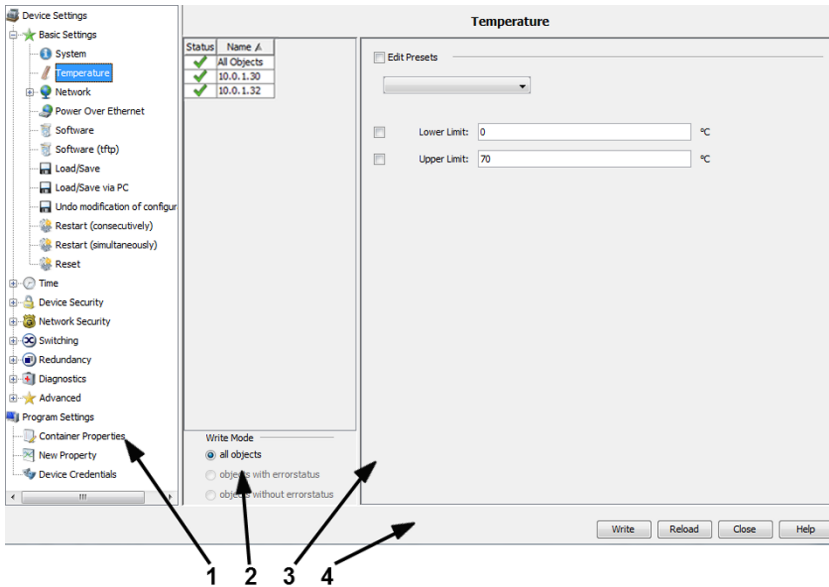 Device Settings
Basic Settings
System
Temperature
Network
Power Over Ethernet
Software
Software (tftp)
Load/Save
Load/Save via PC
Undo modification of configur
Restart (consecutively)
Restart (simultaneously)
Reset
Time
Device Security
Network Security
Switching
Redundancy
Diagnostics
Advanced
Program Settings
Container Properties
New Property
Device Credentials
Status Name
All Objects
10.0.1.30
10.0.1.32
Write Mode
all objects
objects with errorstatus
objects without errorstatus
Temperature
Edit Presets
Lower Limit: 0 °C
Upper Limit: 70 °C
Write Reload Close Help
1 2 3 4